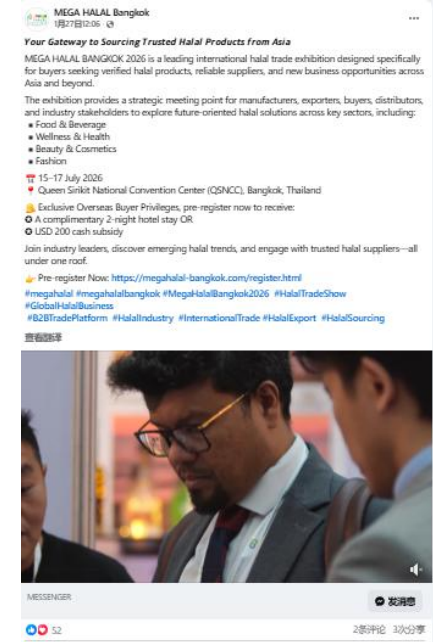 MEGA HALAL Bangkok
1月27日12:06
Your Gateway to Sourcing Trusted Halal Products from Asia
MEGA HALAL BANGKOK 2026 is a leading international halal trade exhibition designed specifically
for buyers seeking verified halal products, reliable suppliers, and new business opportunities across
Asia and beyond.
The exhibition provides a strategic meeting point for manufacturers, exporters, buyers, distributors,
and industry stakeholders to explore future-oriented halal solutions across key sectors, including:
▪ Food & Beverage
▪ Wellness & Health
▪ Beauty & Cosmetics
▪ Fashion
📅 15–17 July 2026
📍 Queen Sirikit National Convention Center (QSNCC), Bangkok, Thailand
Exclusive Overseas Buyer Privileges, pre-register now to receive:
✪ A complimentary 2-night hotel stay OR
✪ USD 200 cash subsidy
Join industry leaders, discover emerging halal trends, and engage with trusted halal suppliers—all
under one roof.
👉 Pre-register Now: https://megahalal-bangkok.com/register.html
#megahalal #megahalalbangkok #MegaHalalBangkok2026 #HalalTradeShow
#GlobalHalalBusiness
#B2BTradePlatform #HalalIndustry #InternationalTrade #HalalExport #HalalSourcing
查看翻译
MESSENGER
发消息
52
2条评论 3次分享